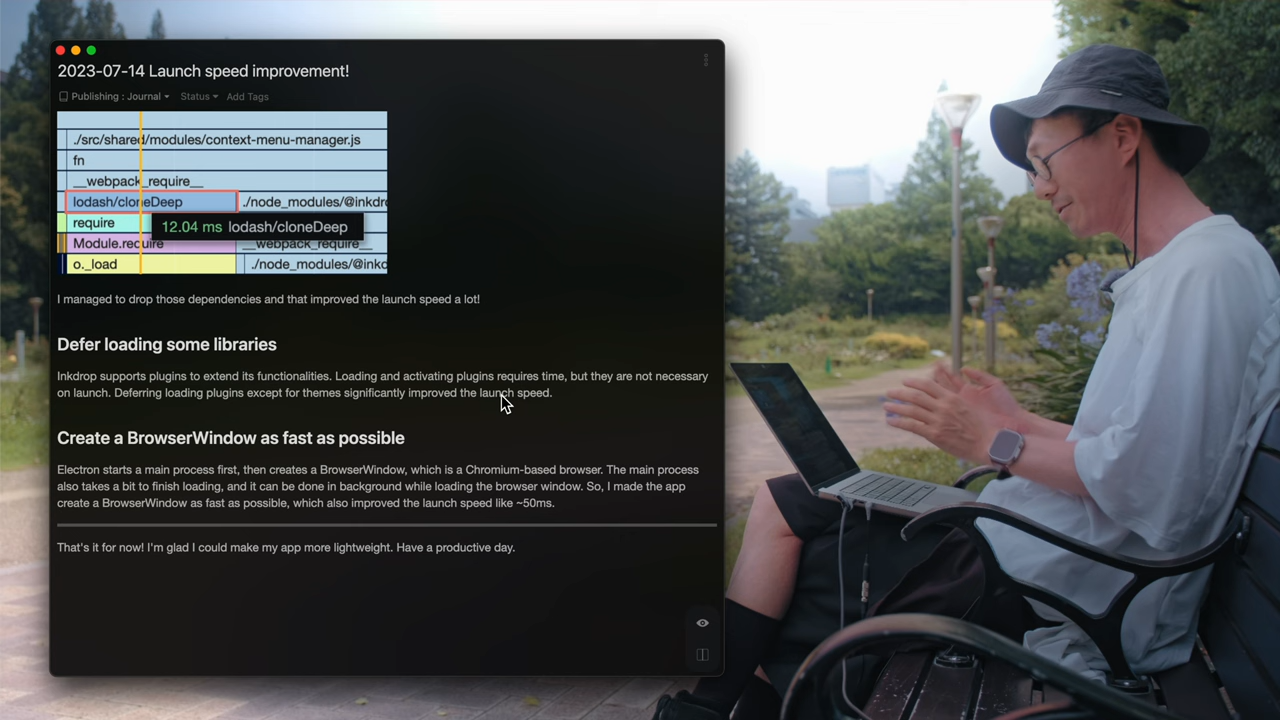 2023-07-14 Launch speed improvement!
Publishing : Journal Status Add Tags
./src/shared/modules/context-menu-manager.js
fn
__webpack_require__
lodash/cloneDeep ./node_modules/@inkdro
require
12.04 ms lodash/cloneDeep
Module.require __webpack_require__
o._load ./node_modules/@inkd
I managed to drop those dependencies and that improved the launch speed a lot!
Defer loading some libraries
Inkdrop supports plugins to extend its functionalities. Loading and activating plugins requires time, but they are not necessary
on launch. Deferring loading plugins except for themes significantly improved the launch speed.
Create a BrowserWindow as fast as possible
Electron starts a main process first, then creates a BrowserWindow, which is a Chromium-based browser. The main process
also takes a bit to finish loading, and it can be done in background while loading the browser window. So, I made the app
create a BrowserWindow as fast as possible, which also improved the launch speed like ~50ms.
That's it for now! I'm glad I could make my app more lightweight. Have a productive day.